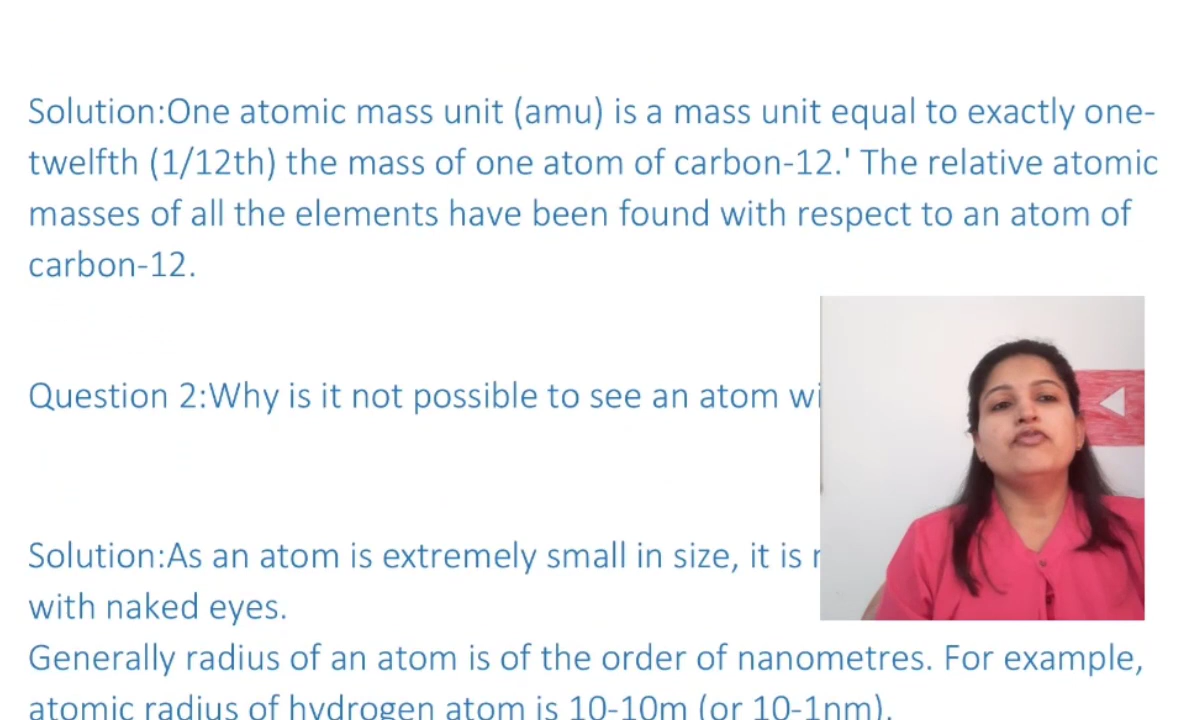 Solution:One atomic mass unit (amu) is a mass unit equal to exactly one-
twelfth (1/12th) the mass of one atom of carbon-12.' The relative atomic
masses of all the elements have been found with respect to an atom of
carbon-12.
Question 2:Why is it not possible to see an atom wi
Solution:As an atom is extremely small in size, it is
with naked eyes.
Generally radius of an atom is of the order of nanometres. For example,
atomic radius of hydrogen atom is 10-10m (or 10-1nm).